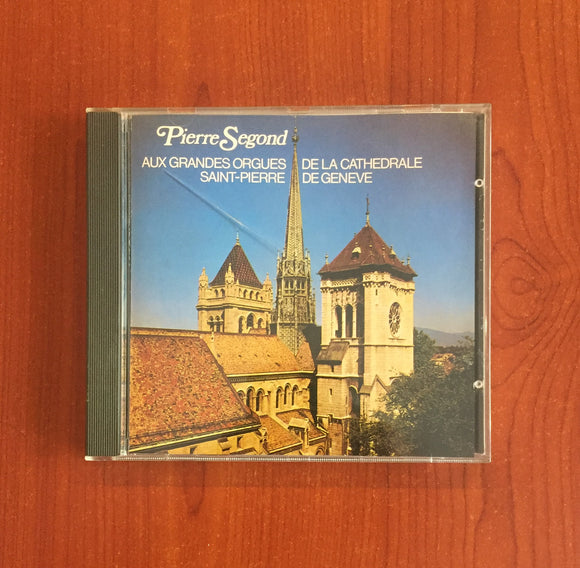 Pierre Segond
AUX GRANDES ORGUES DE LA CATHEDRALE
SAINT-PIERRE DE GENEVE